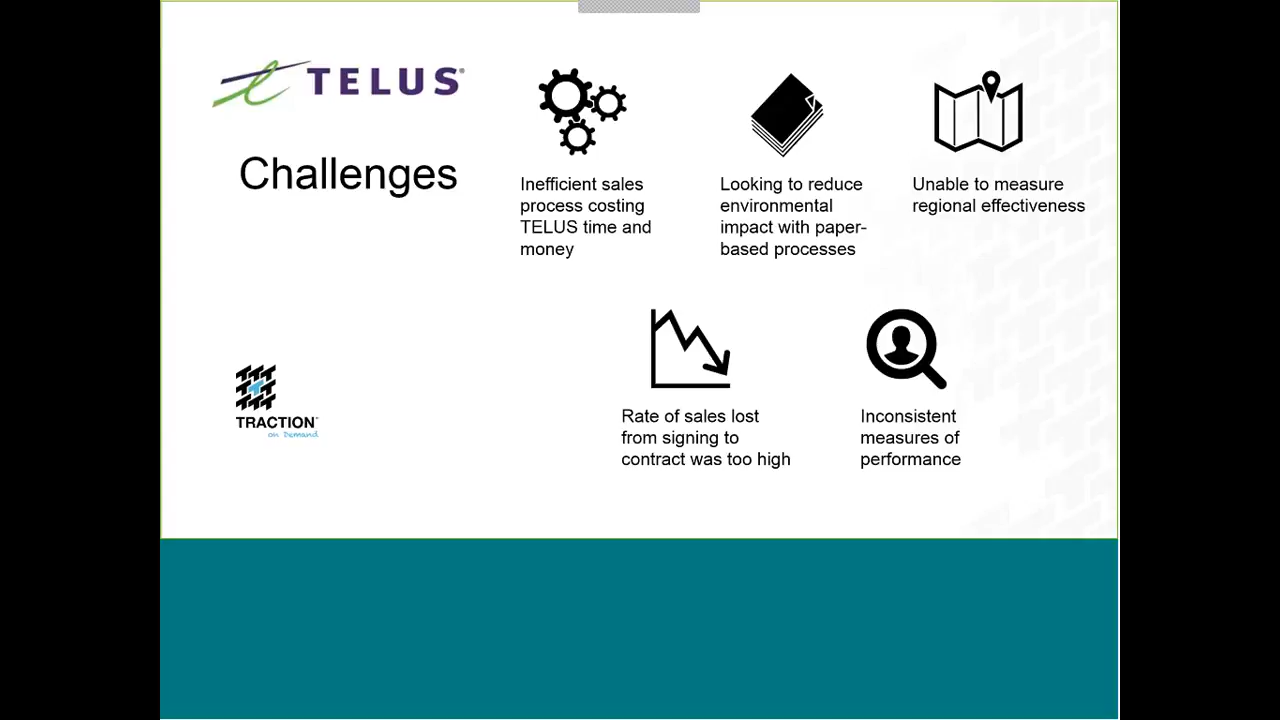 TELUS®
Challenges
Inefficient sales
process costing
TELUS time and
money
Looking to reduce
environmental
impact with paper-
based processes
Unable to measure
regional effectiveness
Rate of sales lost
from signing to
contract was too high
Inconsistent
measures of
performance
TRACTION™
on Demand